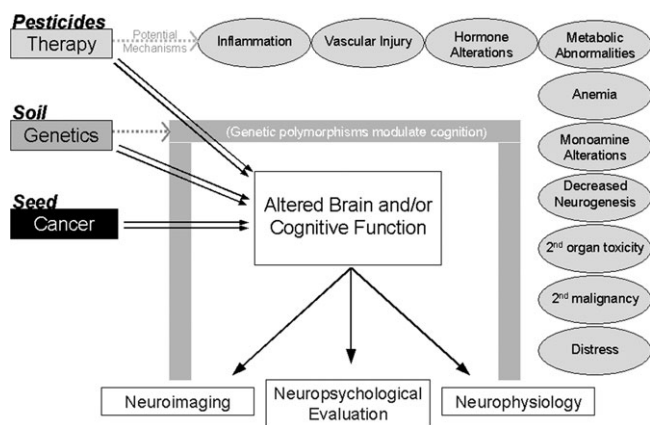 Pesticides
Therapy
Potential
Mechanisms
Inflammation
Vascular Injury
Hormone
Alterations
Metabolic
Abnormalities
Anemia
Monoamine
Alterations
Decreased
Neurogenesis
2nd organ toxicity
2nd malignancy
Distress
Soil
Genetics
(Genetic polymorphisms modulate cognition)
Seed
Cancer
Altered Brain and/or
Cognitive Function
Neuroimaging
Neuropsychological
Evaluation
Neurophysiology